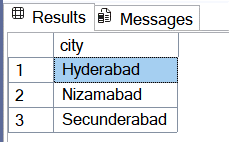 Results Messages
city
1 Hyderabad
2 Nizamabad
3 Secunderabad